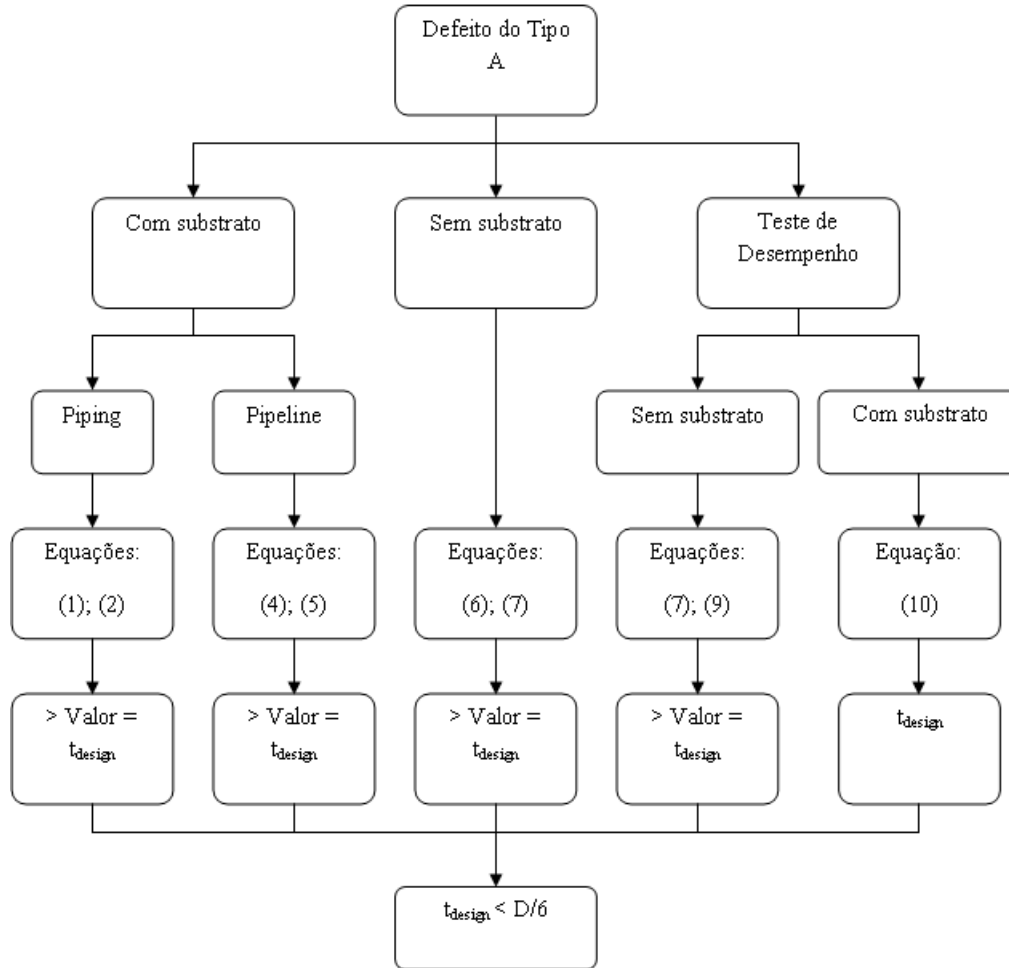 Defeito do Tipo
A
Com substrato
Sem substrato
Teste de
Desempenho
Piping
Pipeline
Sem substrato
Com substrato
Equações:
(1); (2)
Equações:
(4); (5)
Equações:
(6); (7)
Equações:
(7); (9)
Equação:
(10)
> Valor =
tdesign
> Valor =
tdesign
> Valor =
tdesign
> Valor =
tdesign
tdesign
tdesign < D/6